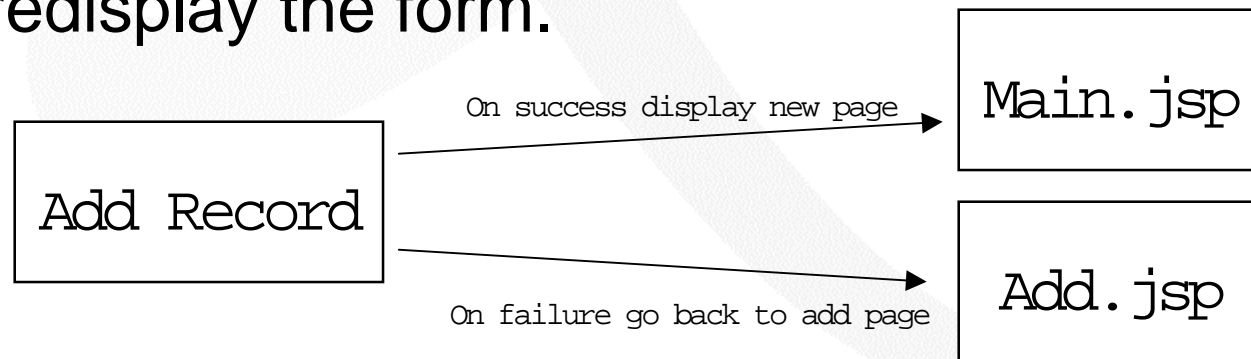 redisplay the form.
On success display new page
Main.jsp
Add Record
Add.jsp
On failure go back to add page